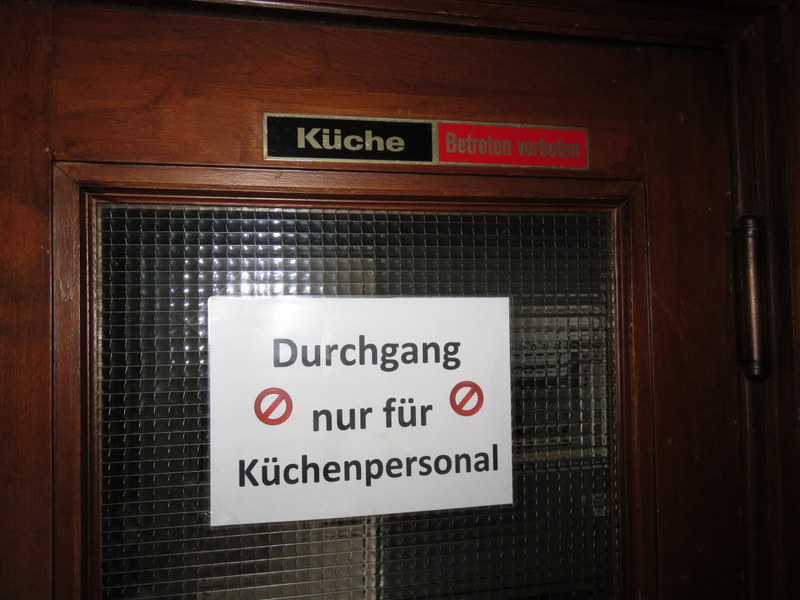 Küche Betreten verboten
Durchgang
nur für
Küchenpersonal